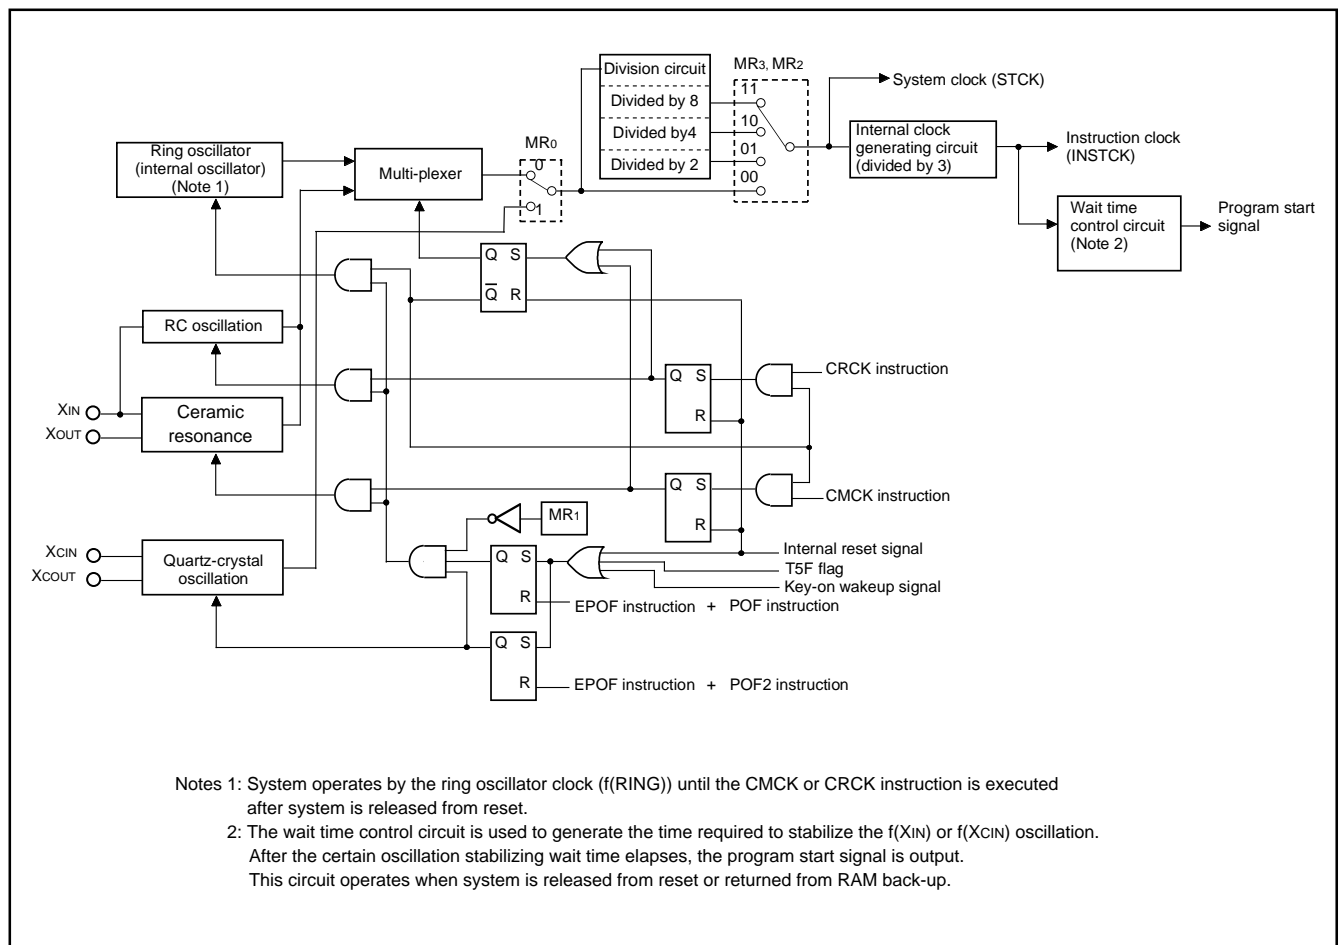 Division circuit
MR3, MR2
System clock (STCK)
Divided by 8
11
Divided by4
10
Divided by 2
01
00
Internal clock
generating circuit
(divided by 3)
Instruction clock
(INSTCK)
Ring oscillator
(internal oscillator)
(Note 1)
Multi-plexer
MR0
0
1
Wait time
control circuit
(Note 2)
Program start
signal
Q S
Q R
RC oscillation
Q S
R
CRCK instruction
XIN
XOUT
Ceramic
resonance
Q S
R
CMCK instruction
MR1
XCIN
XCOUT
Quartz-crystal
oscillation
Q S
R
Internal reset signal
T5F flag
Key-on wakeup signal
EPOF instruction + POF instruction
Q S
R
EPOF instruction + POF2 instruction
Notes 1: System operates by the ring oscillator clock (f(RING)) until the CMCK or CRCK instruction is executed
after system is released from reset.
2: The wait time control circuit is used to generate the time required to stabilize the f(XIN) or f(XCIN) oscillation.
After the certain oscillation stabilizing wait time elapses, the program start signal is output.
This circuit operates when system is released from reset or returned from RAM back-up.